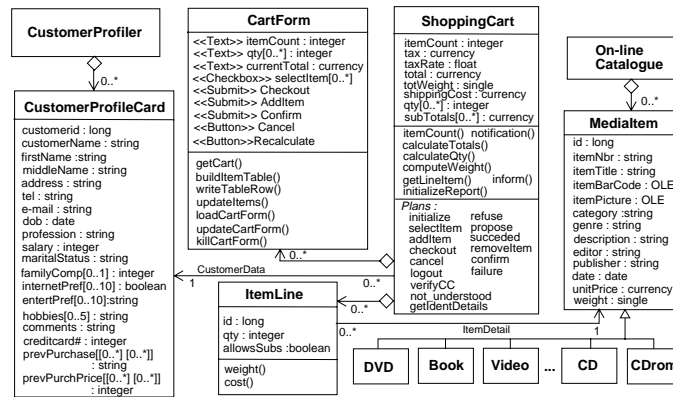 CustomerProfiler
0..*
CustomerProfileCard
customerid : long
customerName : string
firstName :string
middleName : string
address : string
tel : string
e-mail : string
dob : date
profession : string
salary : integer
maritalStatus : string
familyComp[0..1] : integer
internetPref[0..10] : boolean
entertPref[0..10]:string
hobbies[0..5] : string
comments : string
creditcard# : integer
prevPurchase[[0..*] [0..*]]
: string
prevPurchPrice[[0..*] [0..*]]
: integer
CartForm
<<Text>> itemCount : integer
<<Text>> qty[0..*] : integer
<<Text>> currentTotal : currency
<<Checkbox>> selectItem[0..*]
<<Submit>> Checkout
<<Submit>> AddItem
<<Submit>> Confirm
<<Button>> Cancel
<<Button>>Recalculate
getCart()
buildItemTable()
writeTableRow()
updateItems()
loadCartForm()
updateCartForm()
killCartForm()
0..*
CustomerData
1
0..*
ItemLine
id : long
qty : integer
allowsSubs :boolean
weight()
cost()
0..*
0..*
ShoppingCart
itemCount : integer
tax : currency
taxRate : float
total : currency
totWeight : single
shippingCost : currency
qty[0..*] : integer
subTotals[0..*] : currency
itemCount() notification()
calculateTotals()
calculateQty()
computeWeight()
getLineItem() inform()
initializeReport()
Plans :
initialize refuse
selectItem propose
addItem succeded
checkout removeItem
cancel confirm
logout failure
verifyCC
not_understood
getIdentDetails
ItemDetail
1
On-line
Catalogue
0..*
MediaItem
id : long
itemNbr : string
itemTitle : string
itemBarCode : OLE
itemPicture : OLE
category :string
genre : string
description : string
editor : string
publisher : string
date : date
unitPrice : currency
weight : single
DVD Book Video ... CD CDrom